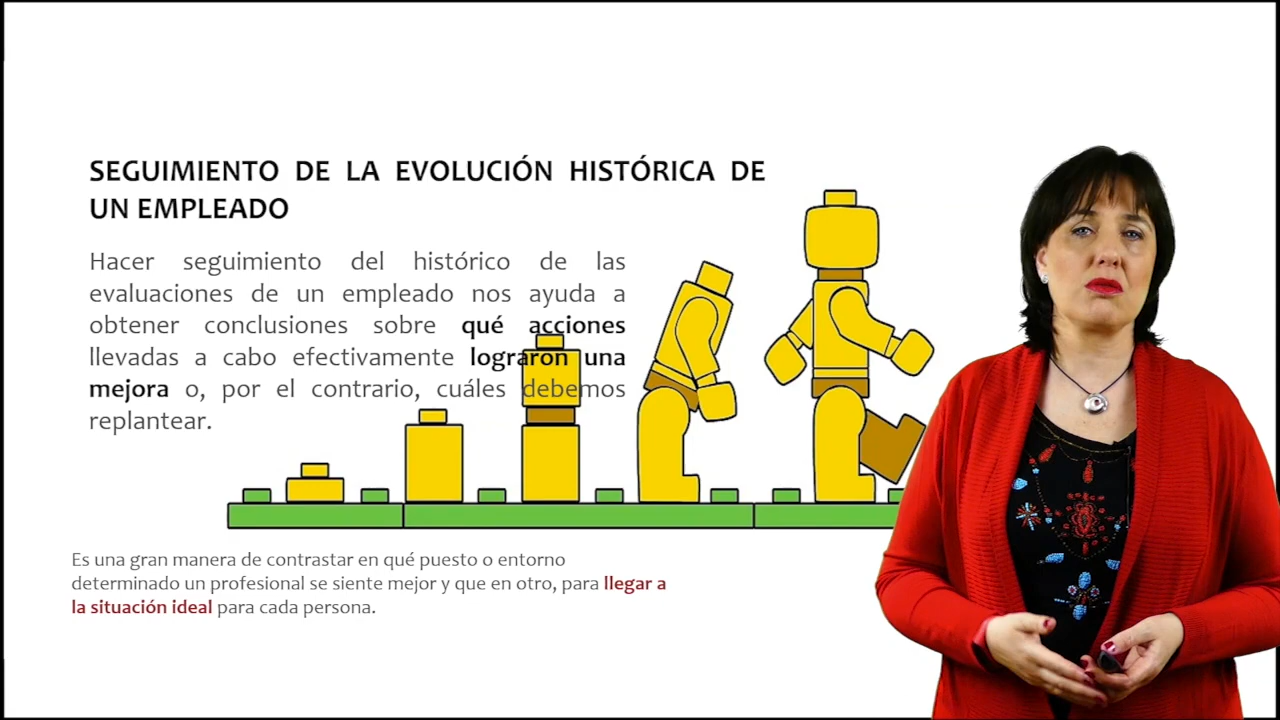 SEGUIMIENTO DE LA EVOLUCIÓN HISTÓRICA DE
UN EMPLEADO
Hacer seguimiento del histórico de las
evaluaciones de un empleado nos ayuda a
obtener conclusiones sobre qué acciones
llevadas a cabo efectivamente lograron una
mejora o, por el contrario, cuáles debemos
replantear.
Es una gran manera de contrastar en qué puesto o entorno
determinado un profesional se siente mejor y que en otro, para llegar a
la situación ideal para cada persona.